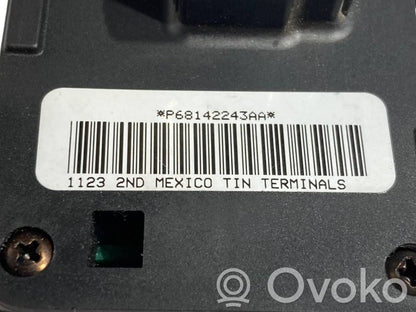 *P68142243AA*
1123 2ND MEXICO TIN TERMINALS
Ovoko